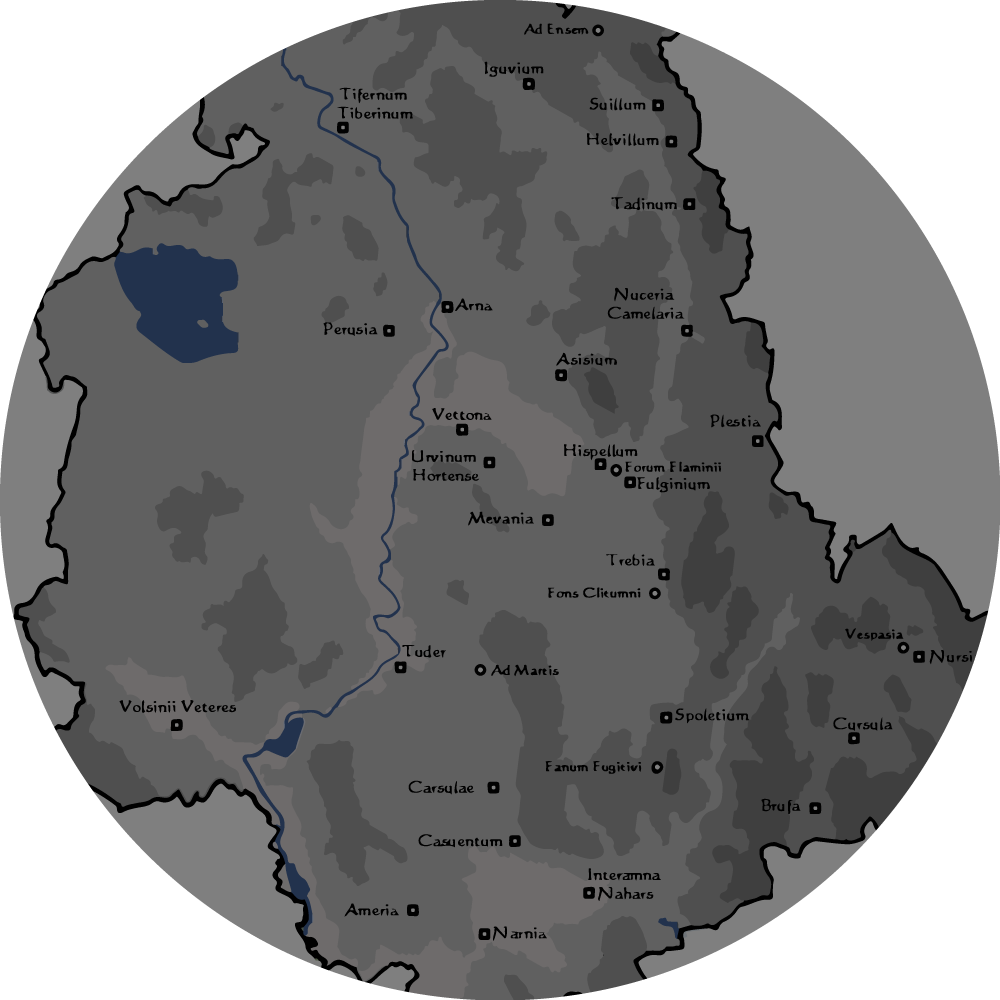 Ad Ensem
Iguvium
Tifernum
Tiberinum
Suillum
Helvillum
Tadinum
Nuceria
Camelaria
Arna
Perusia
Asisium
Vettona
Plestia
Urvinum
Hortense
Hispellum
Forum Flaminii
Fulginium
Mevania
Trebia
Fons Clitumni
Vespasia
Nursi
Tuder
Ad Martis
Volsinii Veteres
Spoletium
Cursula
Fanum Fugitivi
Carsulae
Brufa
Casuentum
Interamna
Nahars
Ameria
Narnia